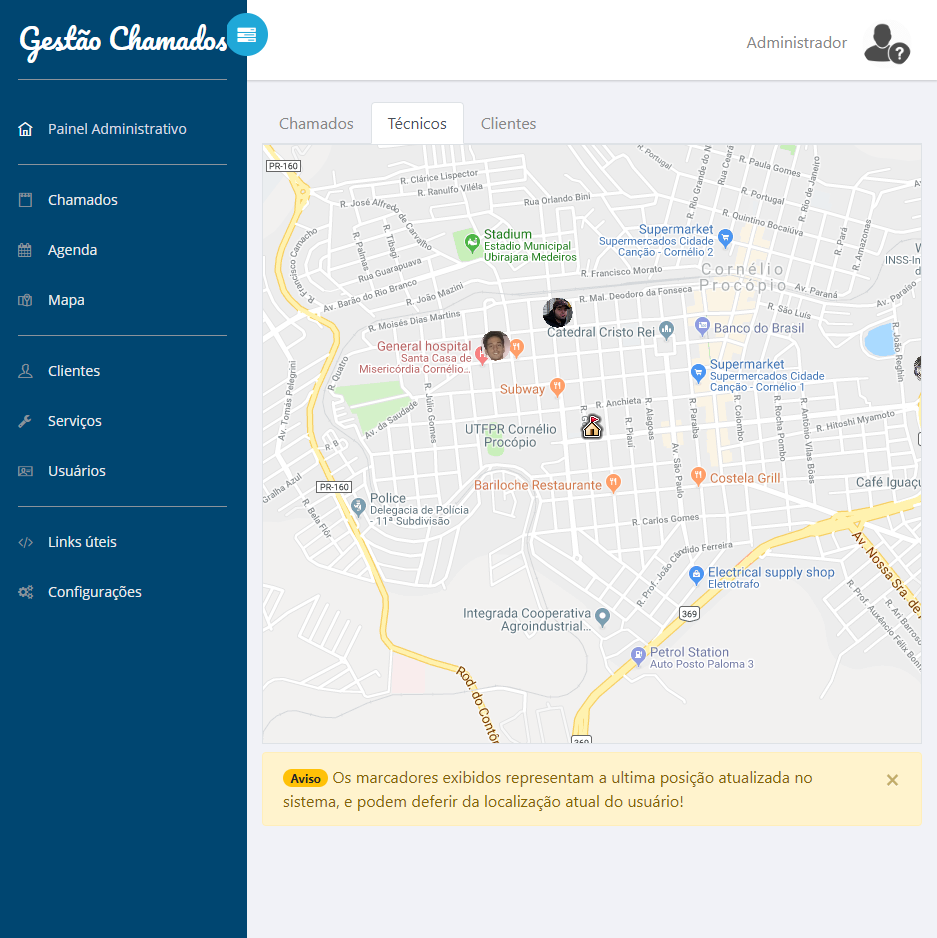 Gestão Chamados
Administrador
Painel Administrativo
Chamados
Agenda
Mapa
Clientes
Serviços
Usuários
Links úteis
Configurações
Chamados
Técnicos
Clientes
PR-160
R. Clárice Lispector
R. Ranulfo Viléla
R. José Alfredo
de Carvalho
Rua Orlando Bini
R. Portugal
R. Rio Grande do N
Rua Ceará
R. Paula Gomes
R. Rio de Janeiro
R. Quintino Bocaiúva
R. Pará
R. Amazonas
R. Francisco Camacho
R. Palmas
R. Tibagi
Rua Guarapuava
Stadium
Estadio Municipal
Ubirajara Medeiros
Supermarket
Supermercados Cidade
Canção - Cornélio 2
R. Francisco Morato
Cornélio
Procópio
INSS-In
Av. Barão do Rio Branco
R. João Mazini
R. Mal. Deodoro da Fonseca
Av. Paraná
Av. Paraíso
R. São Luís
R. Moisés Dias Martins
Catedral Cristo Rei
Banco do Brasil
R. João Reghin
General hospital
Santa Casa de
Misericórdia Cornélio...
Supermarket
Supermercados Cidade
Canção - Cornélio 1
R. Quatro
Av. Tomás Pelegrini
Subway
R. Anchieta
R. Júlio Gomes
Av. da Saudade
R. B
UTFPR Cornélio
Procópio
R. Piauí
R. Alagoas
R. Paraíba
R. Colombo
R. Rocha Pombo
R. Antônio Vilas Bôas
R. Hitoshi Myamoto
Av. São Paulo
Bariloche Restaurante
Costela Grill
Café Iguaçu
PR-160
gralha Azul
R. Bela Flôr
Police
Delegacia de Polícia
- 11ª Subdivisão
R. Carlos Gomes
R. Prof. João Cândido Ferreira
Av. Nossa Sra. de
Electrical supply shop
Eletrotrafo
Integrada Cooperativa
Agroindustrial...
369
R. Ari Barroso
R. Prof. Auxêncio Félix Bonf
Petrol Station
Auto Posto Paloma 3
Rod. do Contôr
369
Aviso Os marcadores exibidos representam a ultima posição atualizada no
sistema, e podem deferir da localização atual do usuário!
×